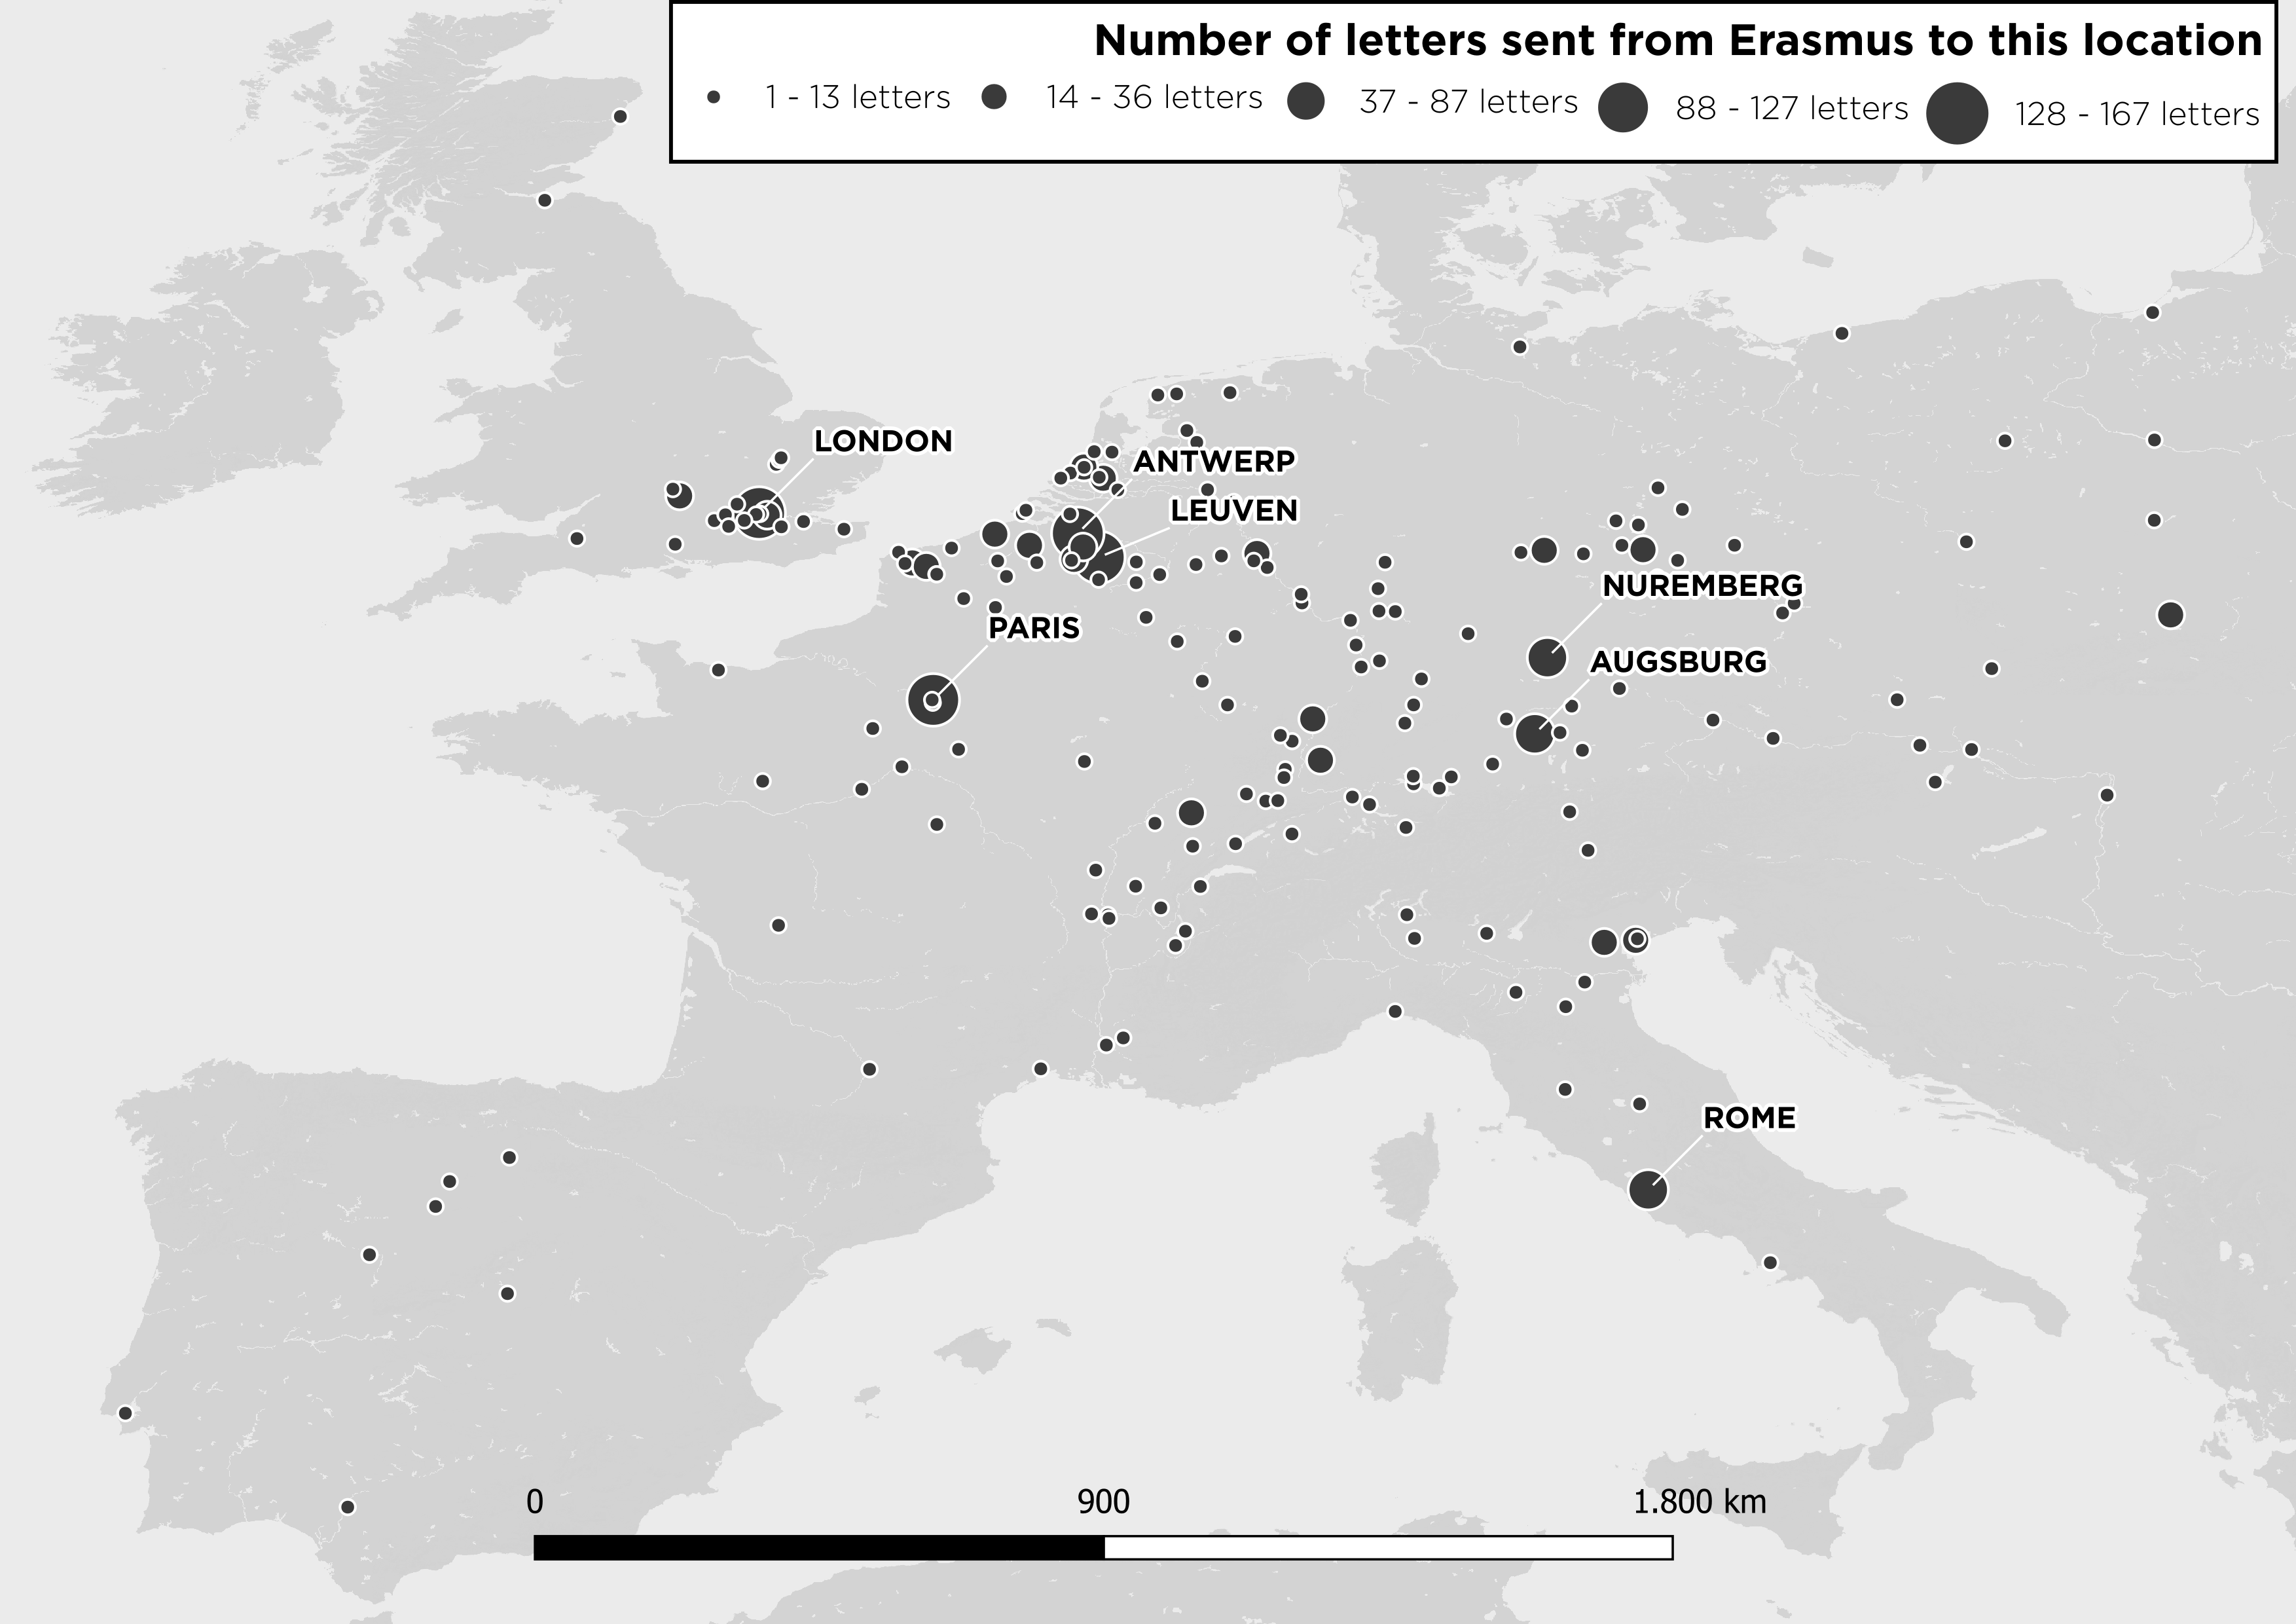 Number of letters sent from Erasmus to this location
1 - 13 letters 14 - 36 letters 37 - 87 letters 88 - 127 letters 128 - 167 letters
LONDON
ANTWERP
LEUVEN
NUREMBERG
PARIS
AUGSBURG
ROME
0 900 1.800 km